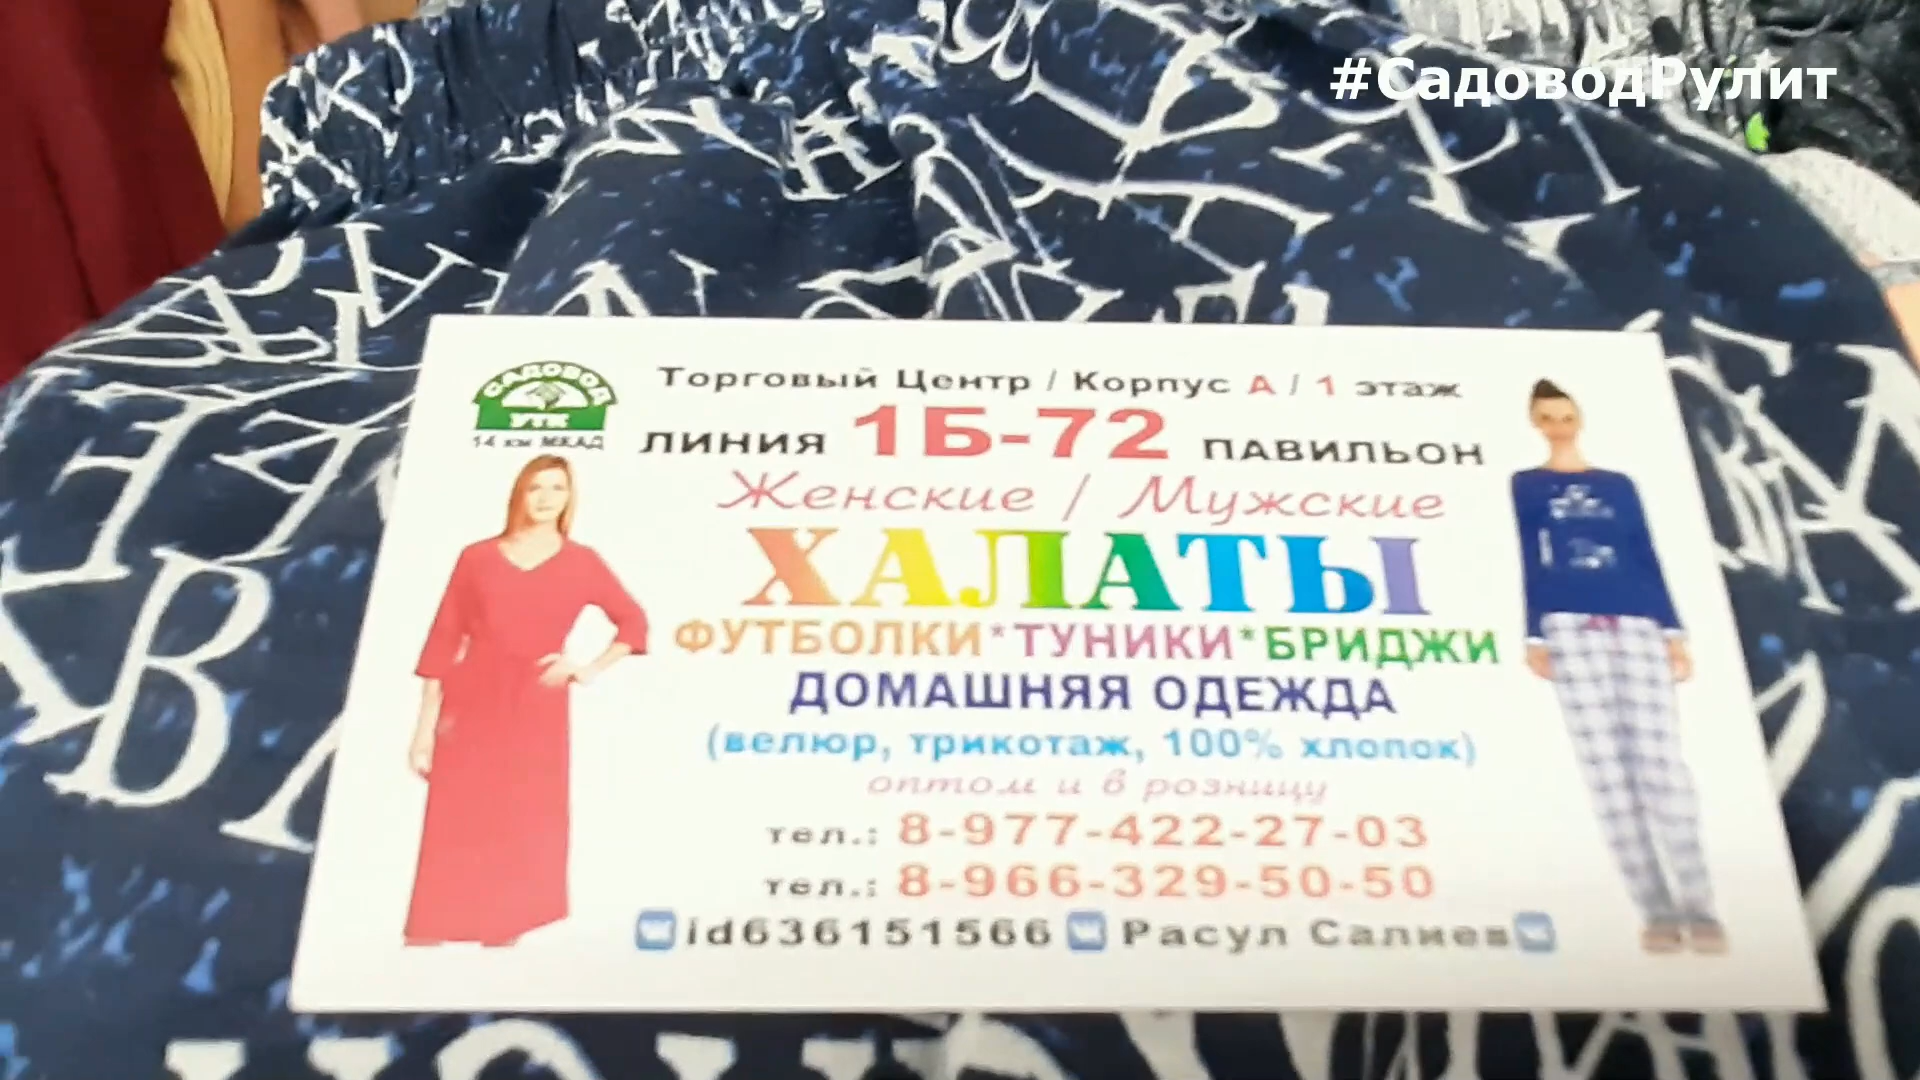 #СадоводРулит
САДОВОД
УТК
14 км МКАД
Торговый Центр / Корпус А / 1 этаж
ЛИНИЯ 1Б-72 ПАВИЛЬОН
Женские / Мужские
ХАЛАТЫ
ФУТБОЛКИ*ТУНИКИ*БРИДЖИ
ДОМАШНЯЯ ОДЕЖДА
(велюр, трикотаж, 100% хлопок)
оптом и в розницу
тел.: 8-977-422-27-03
тел.: 8-966-329-50-50
id636151566 Расул Салиев